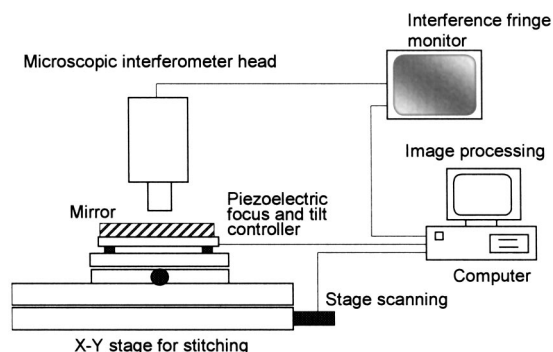 Interference fringe
monitor
Microscopic interferometer head
Image processing
Piezoelectric
focus and tilt
controller
Mirror
Computer
Stage scanning
X-Y stage for stitching